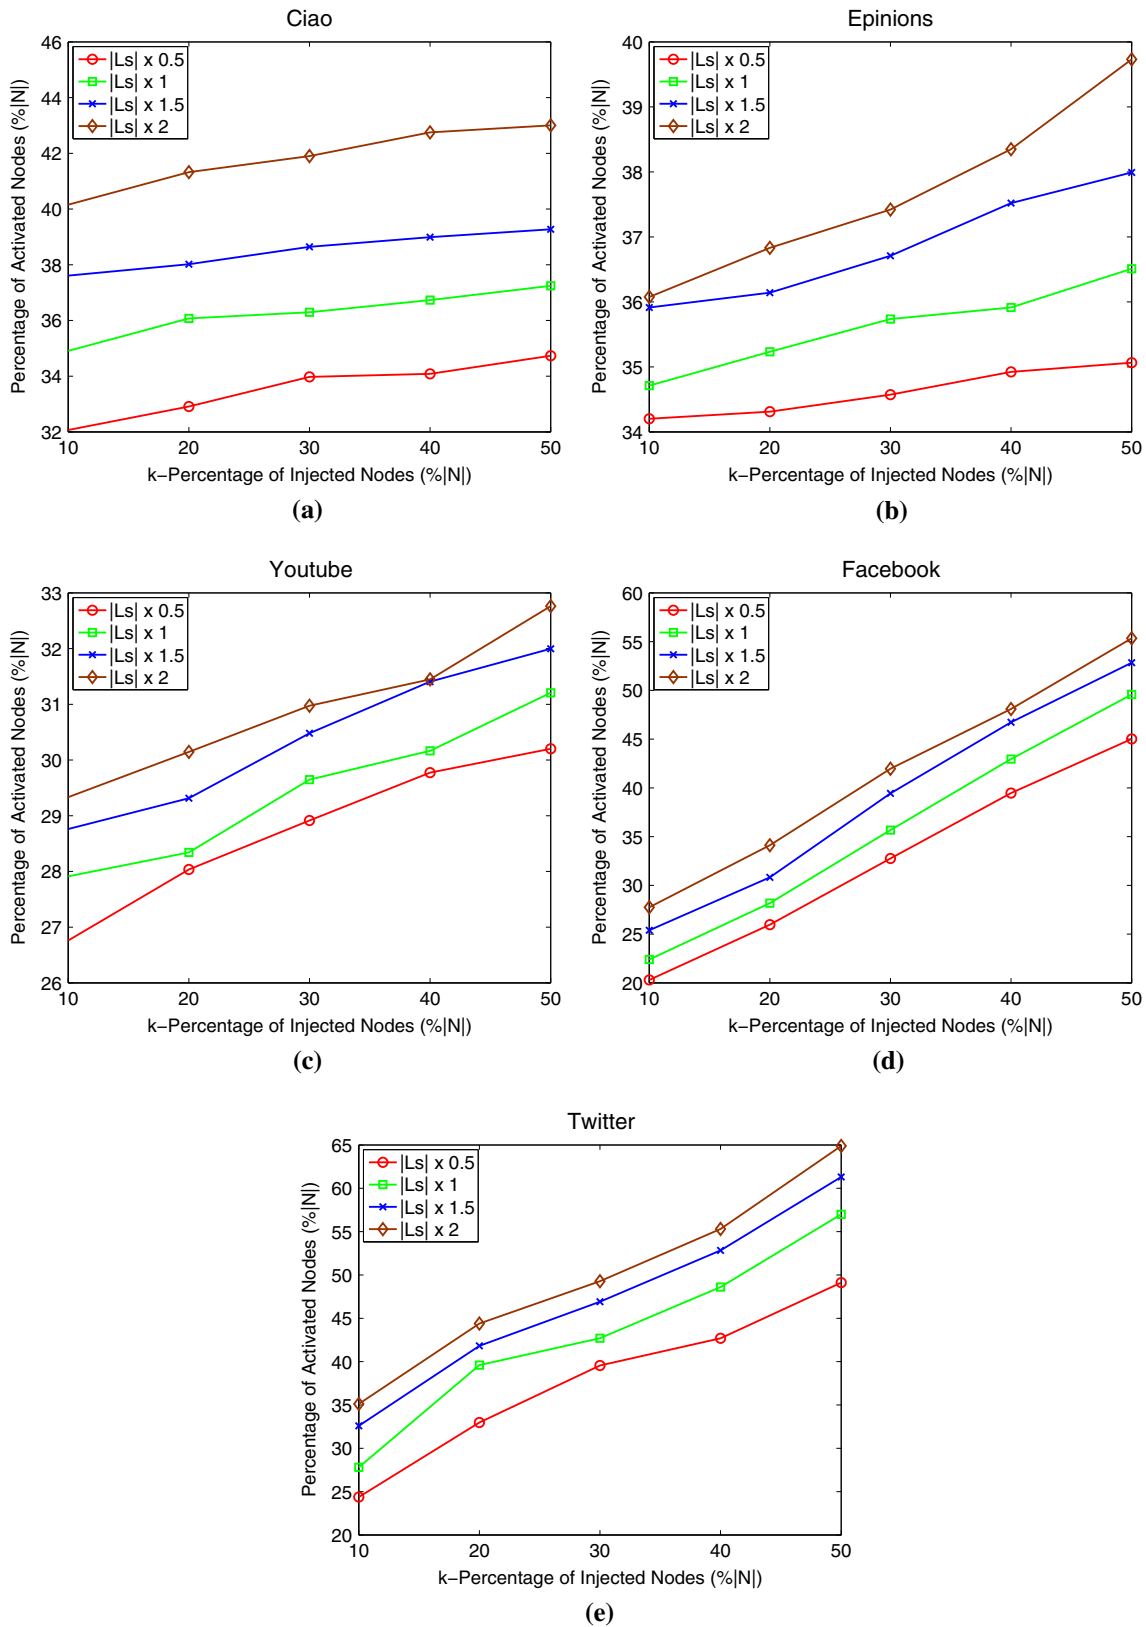 Ciao
Percentage of Activated Nodes (%|N|)
46
44
42
40
38
36
34
32
|Ls| x 0.5
|Ls| x 1
|Ls| x 1.5
|Ls| x 2
10 20 30 40 50
k-Percentage of Injected Nodes (%|N|)
(a)
Epinions
Percentage of Activated Nodes (%|N|)
40
39
38
37
36
35
34
|Ls| x 0.5
|Ls| x 1
|Ls| x 1.5
|Ls| x 2
10 20 30 40 50
k-Percentage of Injected Nodes (%|N|)
(b)
Youtube
Percentage of Activated Nodes (%|N|)
33
32
31
30
29
28
27
26
|Ls| x 0.5
|Ls| x 1
|Ls| x 1.5
|Ls| x 2
10 20 30 40 50
k-Percentage of Injected Nodes (%|N|)
(c)
Facebook
Percentage of Activated Nodes (%|N|)
60
55
50
45
40
35
30
25
20
|Ls| x 0.5
|Ls| x 1
|Ls| x 1.5
|Ls| x 2
10 20 30 40 50
k-Percentage of Injected Nodes (%|N|)
(d)
Twitter
Percentage of Activated Nodes (%|N|)
65
60
55
50
45
40
35
30
25
20
|Ls| x 0.5
|Ls| x 1
|Ls| x 1.5
|Ls| x 2
10 20 30 40 50
k-Percentage of Injected Nodes (%|N|)
(e)